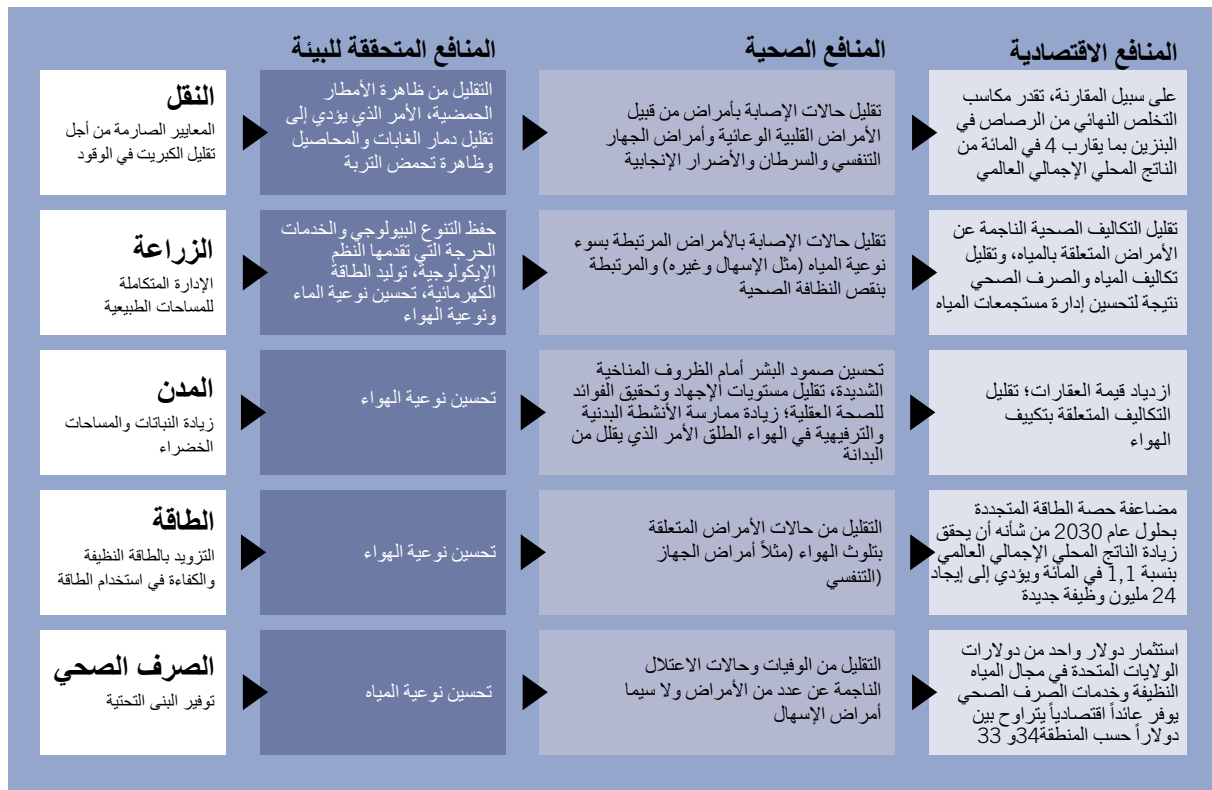 المنافع المتحققة للبيئة
المنافع الصحية
المنافع الاقتصادية
النقل
المعايير الصارمة من أجل
تقليل الكبريت في الوقود
التقليل من ظاهرة الأمطار
الحمضية، الأمر الذي يؤدي إلى
تقليل دمار الغابات والمحاصيل
وظاهرة تحمض التربة
تقليل حالات الإصابة بأمراض من قبيل
الأمراض القلبية الوعائية وأمراض الجهار
التنفسي والسرطان والأضرار الإنجابية
على سبيل المقارنة، تقدر مكاسب
التخلص النهائي من الرصاص في
البنزين بما يقارب 4 في المائة من
الناتج المحلي الإجمالي العالمي
الزراعة
الإدارة المتكاملة
للمساحات الطبيعية
حفظ التنوع البيولوجي والخدمات
الحرجة التي تقدمها النظم
الإيكولوجية، توليد الطاقة
الكهرمائية، تحسين نوعية الماء
ونوعية الهواء
تقليل حالات الإصابة بالأمراض المرتبطة بسوء
نوعية المياه (مثل الإسهال وغيره) والمرتبطة
بنقص النظافة الصحية
تقليل التكاليف الصحية الناجمة عن
الأمراض المتعلقة بالمياه، وتقليل
تكاليف المياه والصرف الصحي
نتيجة لتحسين إدارة مستجمعات المياه
المدن
زيادة النباتات والمساحات
الخضراء
تحسين نوعية الهواء
تحسين صمود البشر أمام الظروف المناخية
الشديدة، تقليل مستويات الإجهاد وتحقيق الفوائد
للصحة العقلية؛ زيادة ممارسة الأنشطة البدنية
والترفيهية في الهواء الطلق الأمر الذي يقلل من
البدانة
ازدياد قيمة العقارات؛ تقليل
التكاليف المتعلقة بتكييف
الهواء
الطاقة
التزويد بالطاقة النظيفة
والكفاءة في استخدام الطاقة
تحسين نوعية الهواء
التقليل من حالات الأمراض المتعلقة
بتلوث الهواء (مثلاً أمراض الجهاز
(التنفسي
مضاعفة حصة الطاقة المتجددة
بحلول عام 2030 من شأنه أن يحقق
زيادة الناتج المحلي الإجمالي العالمي
بنسبة 1,1 في المائة ويؤدي إلى إيجاد
24 مليون وظيفة جديدة
الصرف الصحي
توفير البنى التحتية
تحسين نوعية المياه
التقليل من الوفيات وحالات الاعتلال
الناجمة عن عدد من الأمراض ولا سيما
أمراض الإسهال
استثمار دولار واحد من دولارات
الولايات المتحدة في مجال المياه
النظيفة وخدمات الصرف الصحي
يوفر عائداً اقتصادياً يتراوح بين
دولاراً حسب المنطقة34و 33